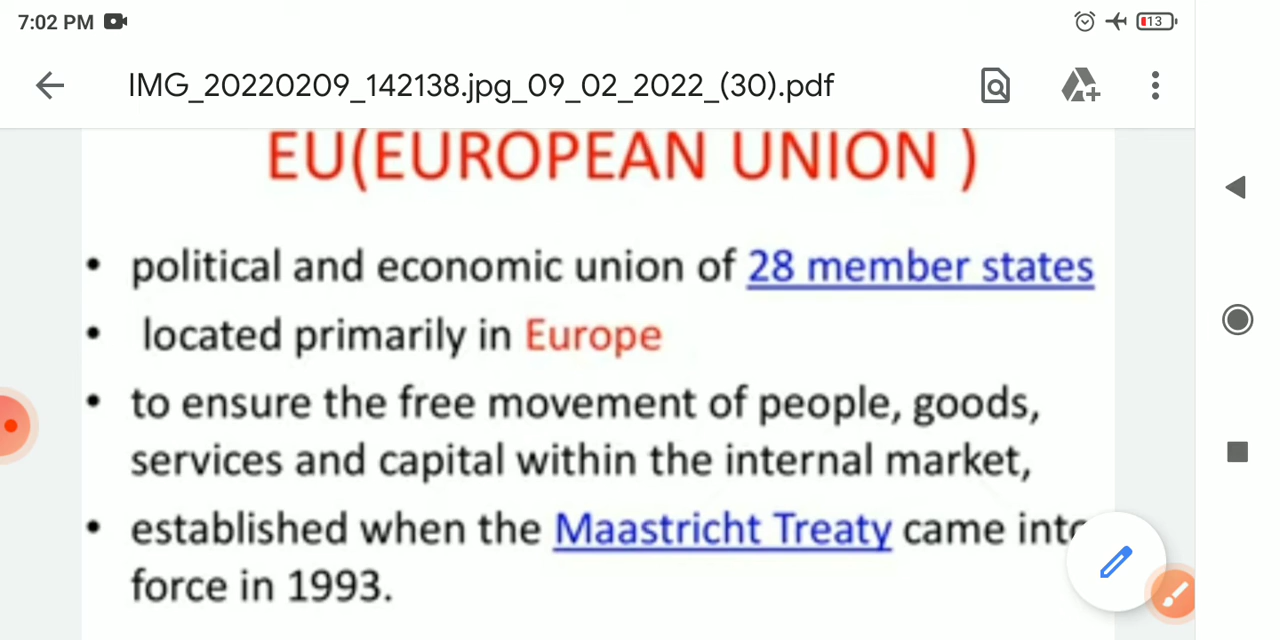 7:02 PM
13
IMG_20220209_142138.jpg_09_02_2022_(30).pdf
EU(EUROPEAN UNION )
• political and economic union of 28 member states
• located primarily in Europe
• to ensure the free movement of people, goods,
services and capital within the internal market,
• established when the Maastricht Treaty came into
force in 1993.